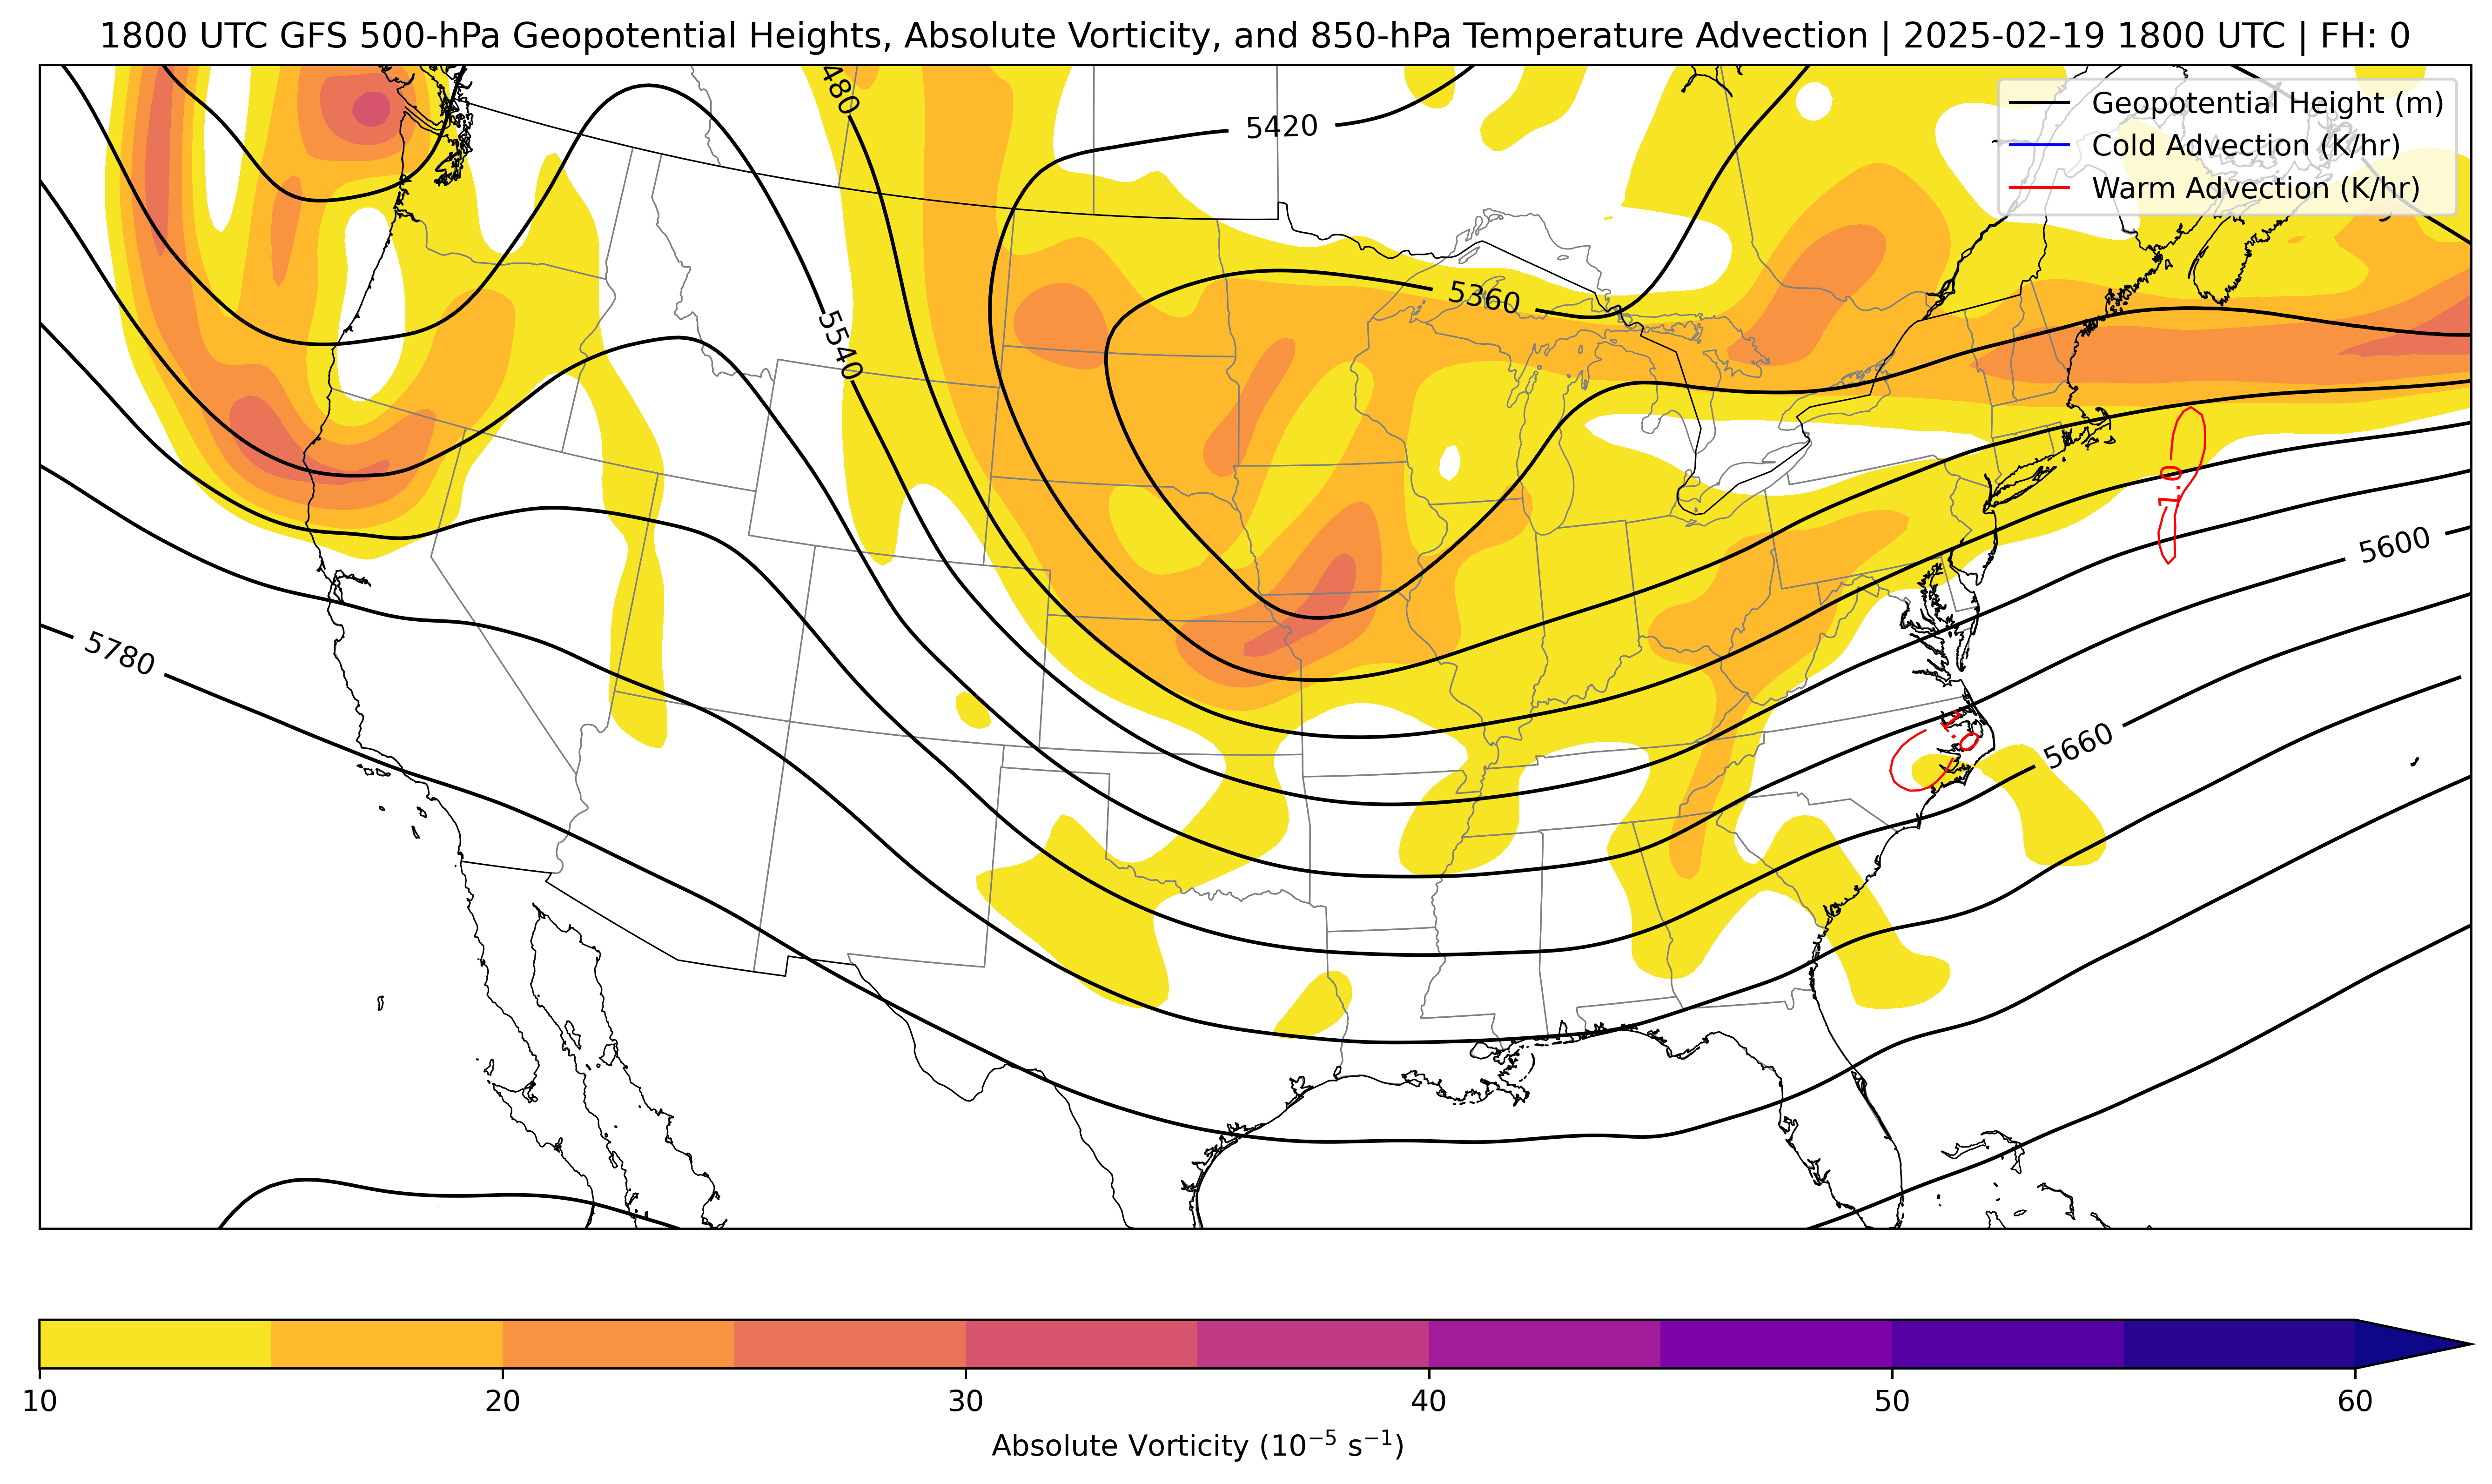 1800 UTC GFS 500-hPa Geopotential Heights, Absolute Vorticity, and 850-hPa Temperature Advection | 2025-02-19 1800 UTC | FH: 0
Geopotential Height (m)
Cold Advection (K/hr)
Warm Advection (K/hr)
5480
5420
5360
5540
1.0
5600
5780
1.0
5660
10 20 30 40 50 60
Absolute Vorticity (10⁻⁵ s⁻¹)